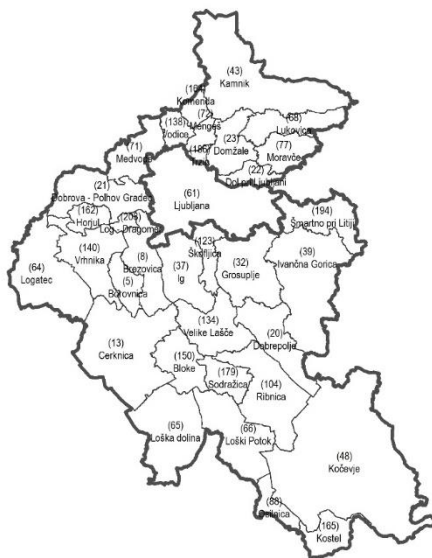 (43)
Kamnik
(164)
Komenda
(72)
Mengeš
(138)
Vodice
(68)
Lukovica
(23)
Domžale
(77)
Moravče
(71)
Medvode
(186)
Trzin
(22)
Dol pri Ljubljani
(21)
Dobrova - Polhov Gradec
(61)
Ljubljana
(162)
Horjul
(208)
Log - Dragomer
(194)
Šmartno pri Litiji
(123)
Škofljica
(140)
Vrhnika
(8)
Brezovica
(37)
Ig
(32)
Grosuplje
(39)
Ivančna Gorica
(64)
Logatec
(5)
Borovnica
(134)
Velike Lašče
(20)
Dobrepolje
(13)
Cerknica
(150)
Bloke
(179)
Sodražica
(104)
Ribnica
(65)
Loška dolina
(66)
Loški Potok
(48)
Kočevje
(88)
Osilnica
(165)
Kostel